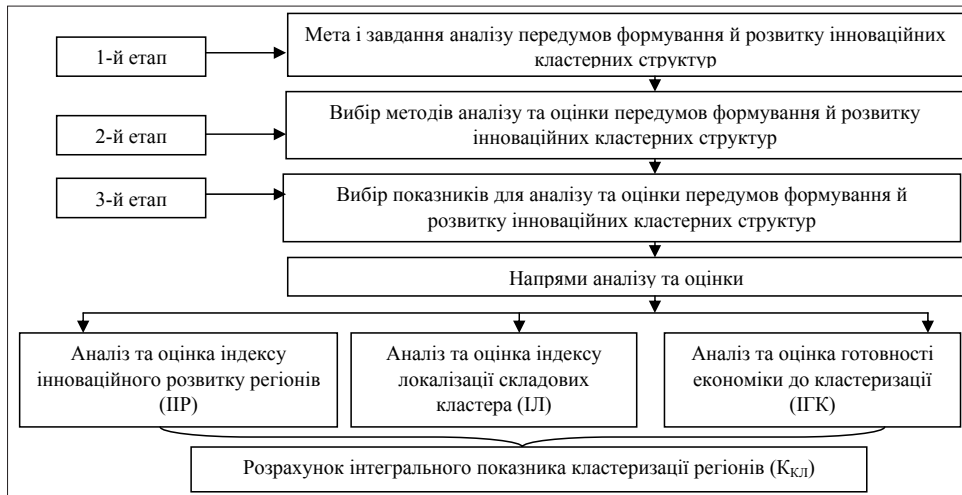 1-й етап
Мета і завдання аналізу передумов формування й розвитку інноваційних
кластерних структур
2-й етап
Вибір методів аналізу та оцінки передумов формування й розвитку
інноваційних кластерних структур
3-й етап
Вибір показників для аналізу та оцінки передумов формування й
розвитку інноваційних кластерних структур
Напрями аналізу та оцінки
Аналіз та оцінка індексу
інноваційного розвитку регіонів
(ІІР)
Аналіз та оцінка індексу
локалізації складових
кластера (ІЛ)
Аналіз та оцінка готовності
економіки до кластеризації
(ІГК)
Розрахунок інтегрального показника кластеризації регіонів (К_КЛ)